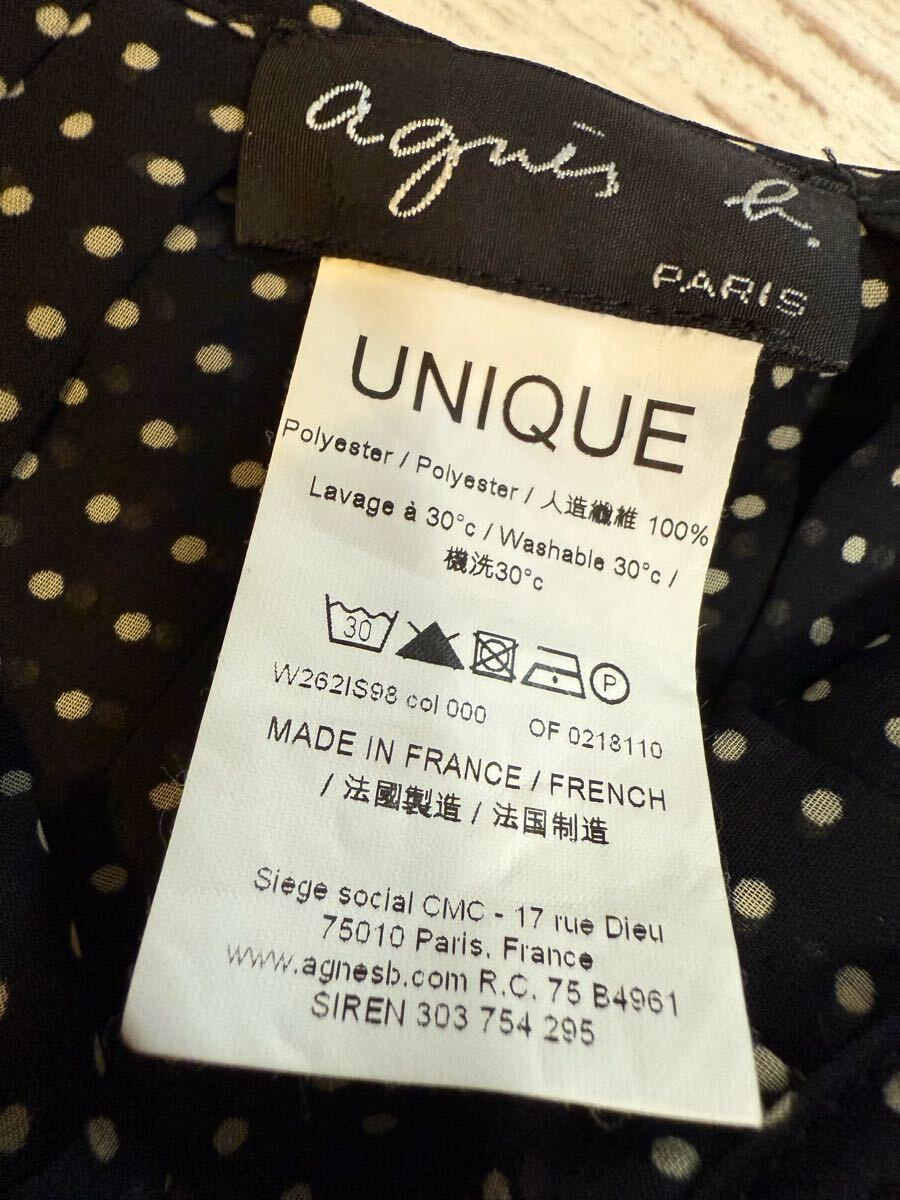 agnès b.
PARIS
UNIQUE
Polyester / Polyester / 人造纖維 100%
Lavage à 30°c / Washable 30°c /
機洗30°c
30 P
W262IS98 col 000 OF 0218110
MADE IN FRANCE / FRENCH
/ 法國製造 / 法国制造
Siege social CMC - 17 rue Dieu
75010 Paris, France
www.agnesb.com R.C. 75 B4961
SIREN 303 754 295